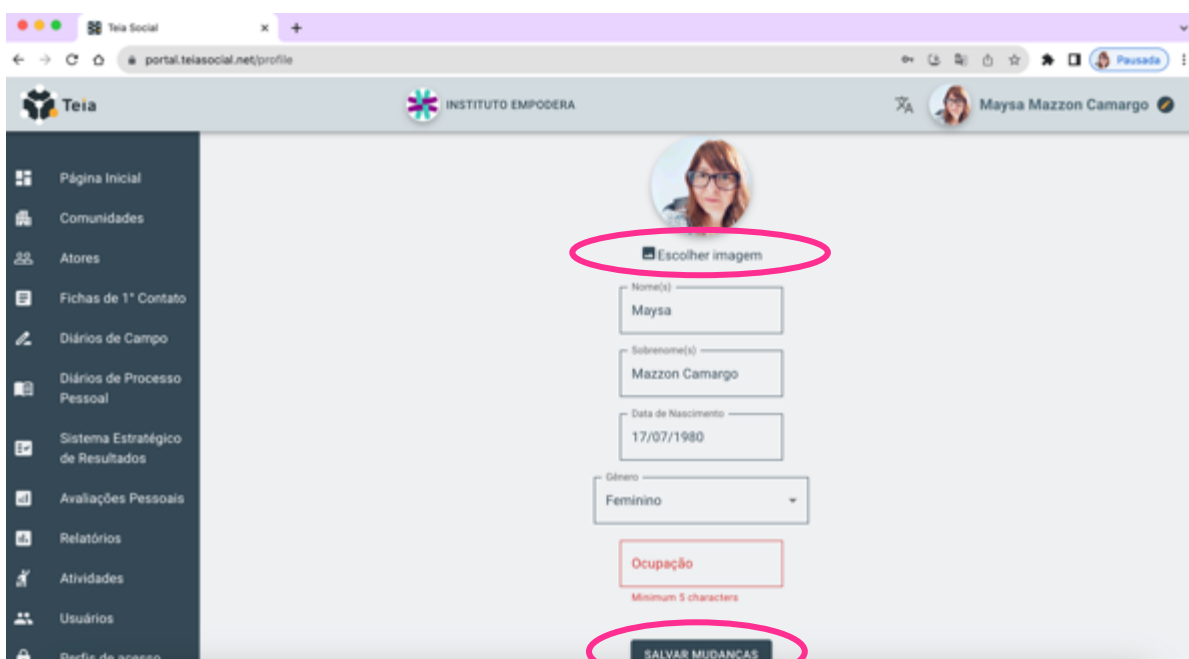 Teia Social
portal.teiasocial.net/profile
Pausada
Teia
INSTITUTO EMPODERA
Maysa Mazzon Camargo
Página Inicial
Comunidades
Atores
Fichas de 1° Contato
Diários de Campo
Diários de Processo
Pessoal
Sistema Estratégico
de Resultados
Avaliações Pessoais
Relatórios
Atividades
Usuários
Perfis de acesso
Escolher imagem
Nome(s)
Maysa
Sobrenome(s)
Mazzon Camargo
Data de Nascimento
17/07/1980
Gênero
Feminino
Ocupação
Minimum 5 characters
SALVAR MUDANÇAS